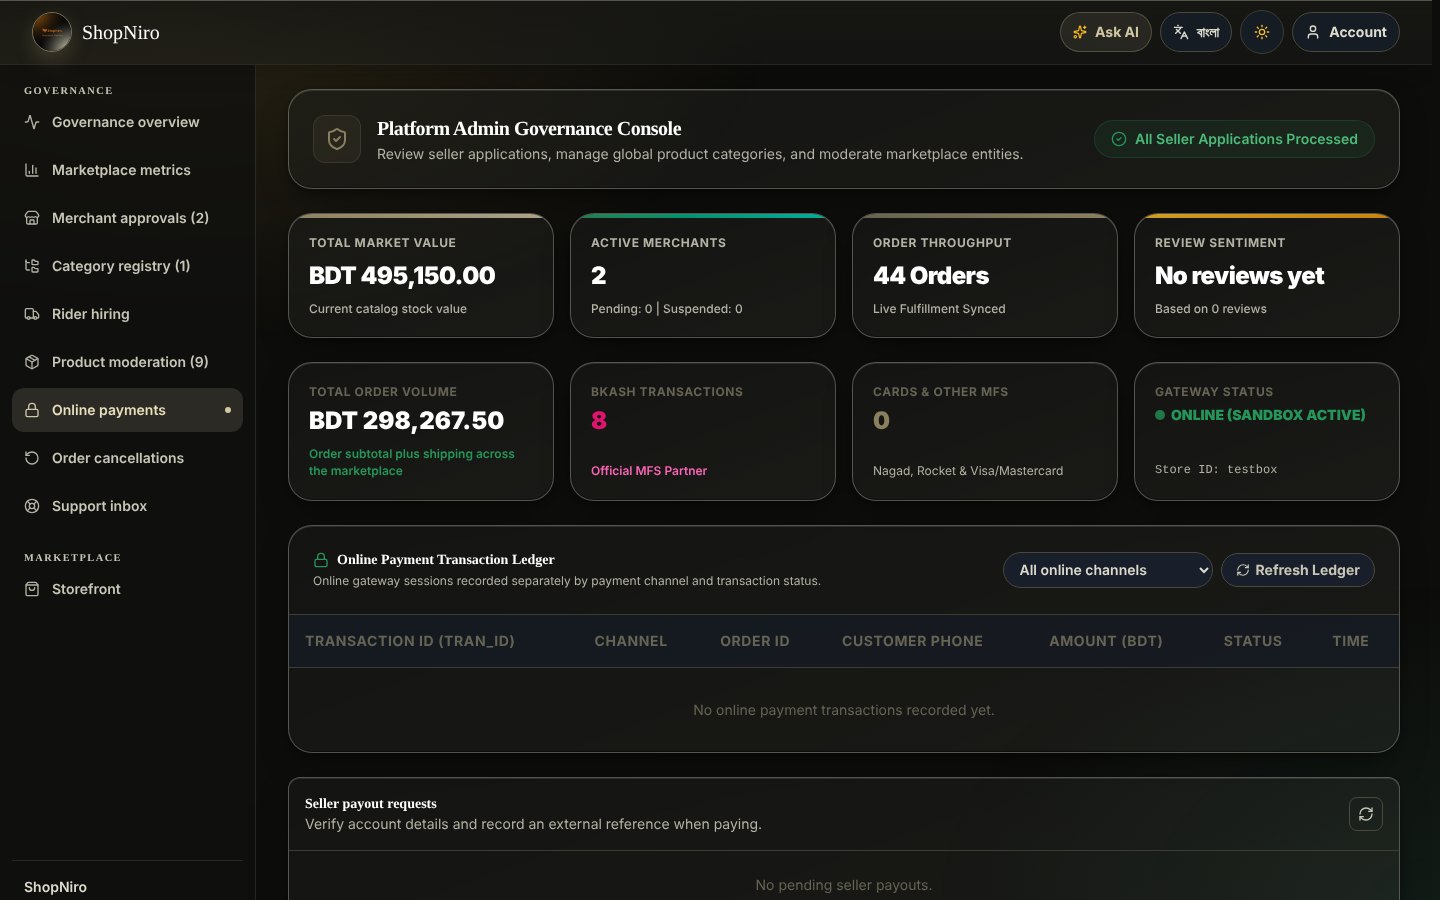 ShopNiro
Ask AI
বাংলা
Account
GOVERNANCE
Governance overview
Marketplace metrics
Merchant approvals (2)
Category registry (1)
Rider hiring
Product moderation (9)
Online payments
Order cancellations
Support inbox
MARKETPLACE
Storefront
ShopNiro
Platform Admin Governance Console
Review seller applications, manage global product categories, and moderate marketplace entities.
All Seller Applications Processed
TOTAL MARKET VALUE
BDT 495,150.00
Current catalog stock value
ACTIVE MERCHANTS
2
Pending: 0 | Suspended: 0
ORDER THROUGHPUT
44 Orders
Live Fulfillment Synced
REVIEW SENTIMENT
No reviews yet
Based on 0 reviews
TOTAL ORDER VOLUME
BDT 298,267.50
Order subtotal plus shipping across
the marketplace
BKASH TRANSACTIONS
8
Official MFS Partner
CARDS & OTHER MFS
0
Nagad, Rocket & Visa/Mastercard
GATEWAY STATUS
ONLINE (SANDBOX ACTIVE)
Store ID: testbox
Online Payment Transaction Ledger
Online gateway sessions recorded separately by payment channel and transaction status.
All online channels
Refresh Ledger
TRANSACTION ID (TRAN_ID) CHANNEL ORDER ID CUSTOMER PHONE AMOUNT (BDT) STATUS TIME
No online payment transactions recorded yet.
Seller payout requests
Verify account details and record an external reference when paying.
No pending seller payouts.